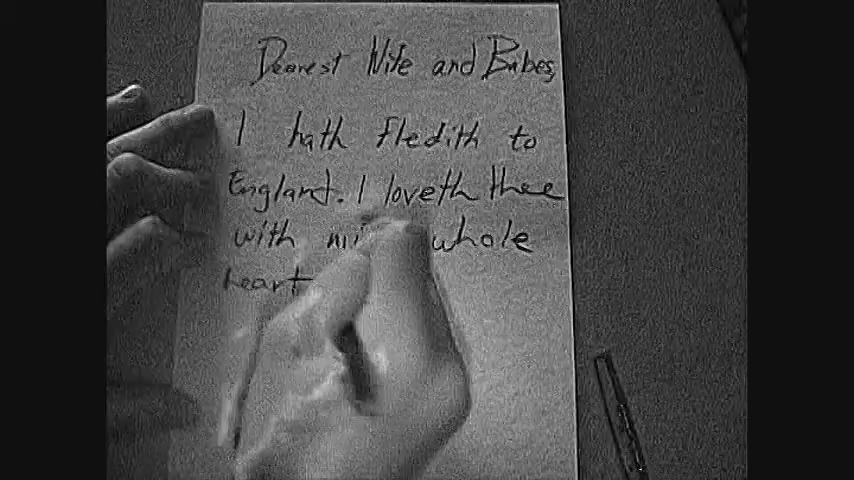 Dearest Wife and Babes,
I hath fledith to
England. I loveth thee
with whole
heart